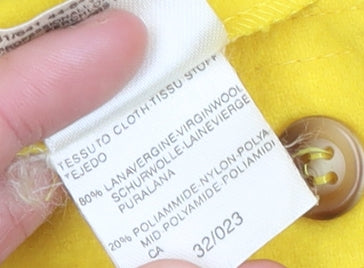 TESSUTO CLOTH·TISSU STOFF
TEJEDO
80% LANAVERGINE·VIRGINWOOL
SCHURWOLLE·LAINEVIERGE
PURALANA
20% POLIAMMIDE·NYLON·POLYA
MID·POLYAMIDE·POLIAMID
CA 32/023